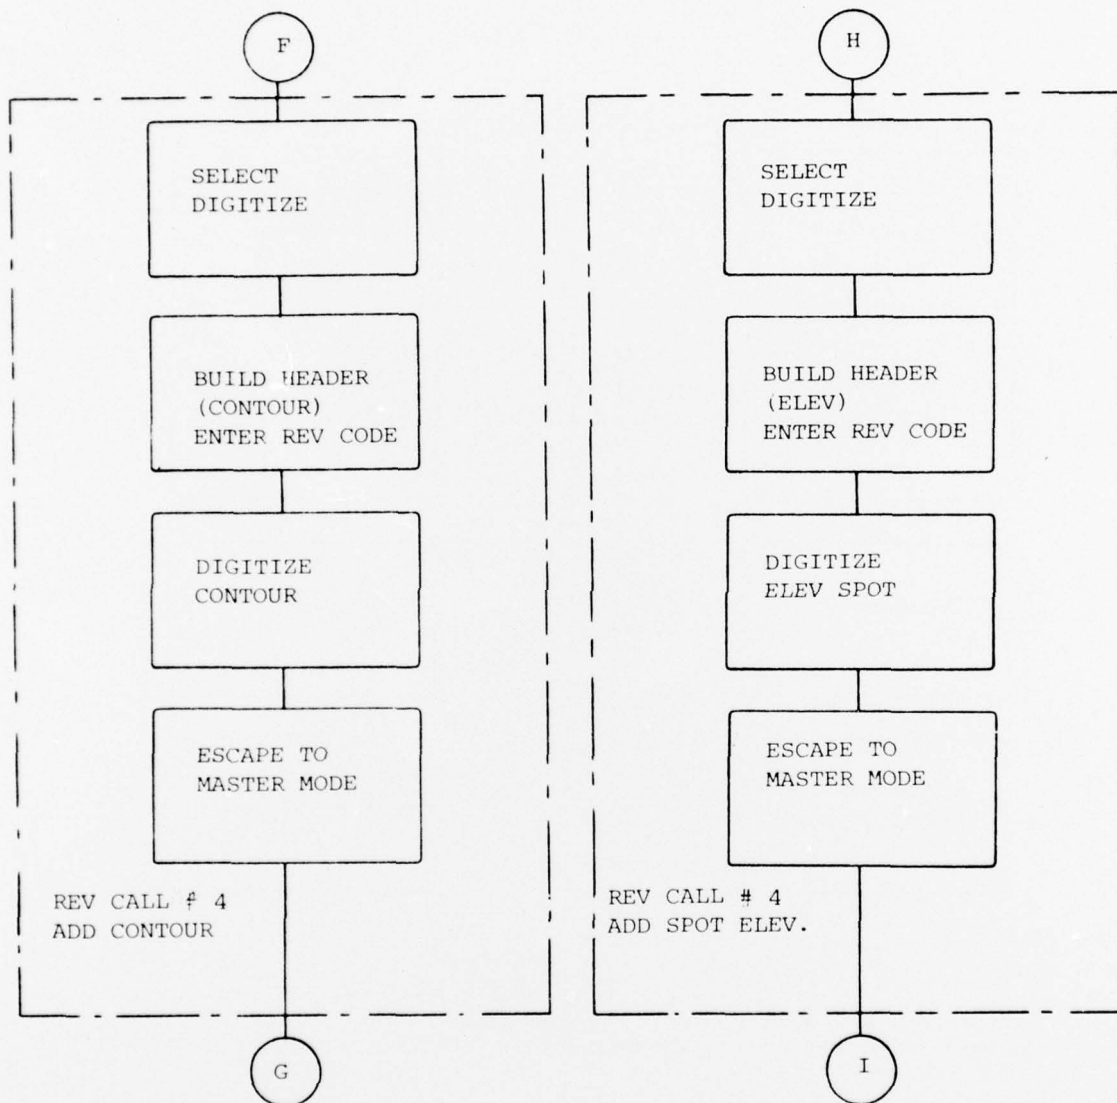 F
SELECT
DIGITIZE
BUILD HEADER
(CONTOUR)
ENTER REV CODE
DIGITIZE
CONTOUR
ESCAPE TO
MASTER MODE
REV CALL # 4
ADD CONTOUR
G
H
SELECT
DIGITIZE
BUILD HEADER
(ELEV)
ENTER REV CODE
DIGITIZE
ELEV SPOT
ESCAPE TO
MASTER MODE
REV CALL # 4
ADD SPOT ELEV.
I